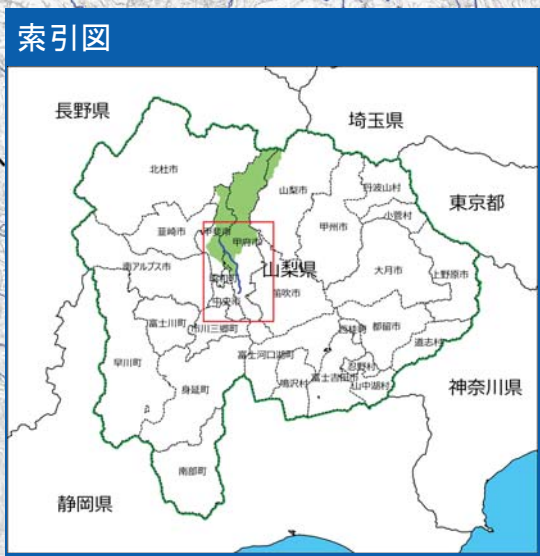 索引図
長野県
埼玉県
北杜市
山梨市
丹波山村
小菅村
東京都
韮崎市
甲斐市
甲府市
甲州市
大月市
上野原市
南アルプス市
昭和町
山梨県
笛吹市
中央市
富士川町
市川三郷町
西桂町
都留市
道志村
早川町
富士河口湖町
忍野村
鳴沢村
富士吉田市
山中湖村
身延町
神奈川県
南部町
静岡県